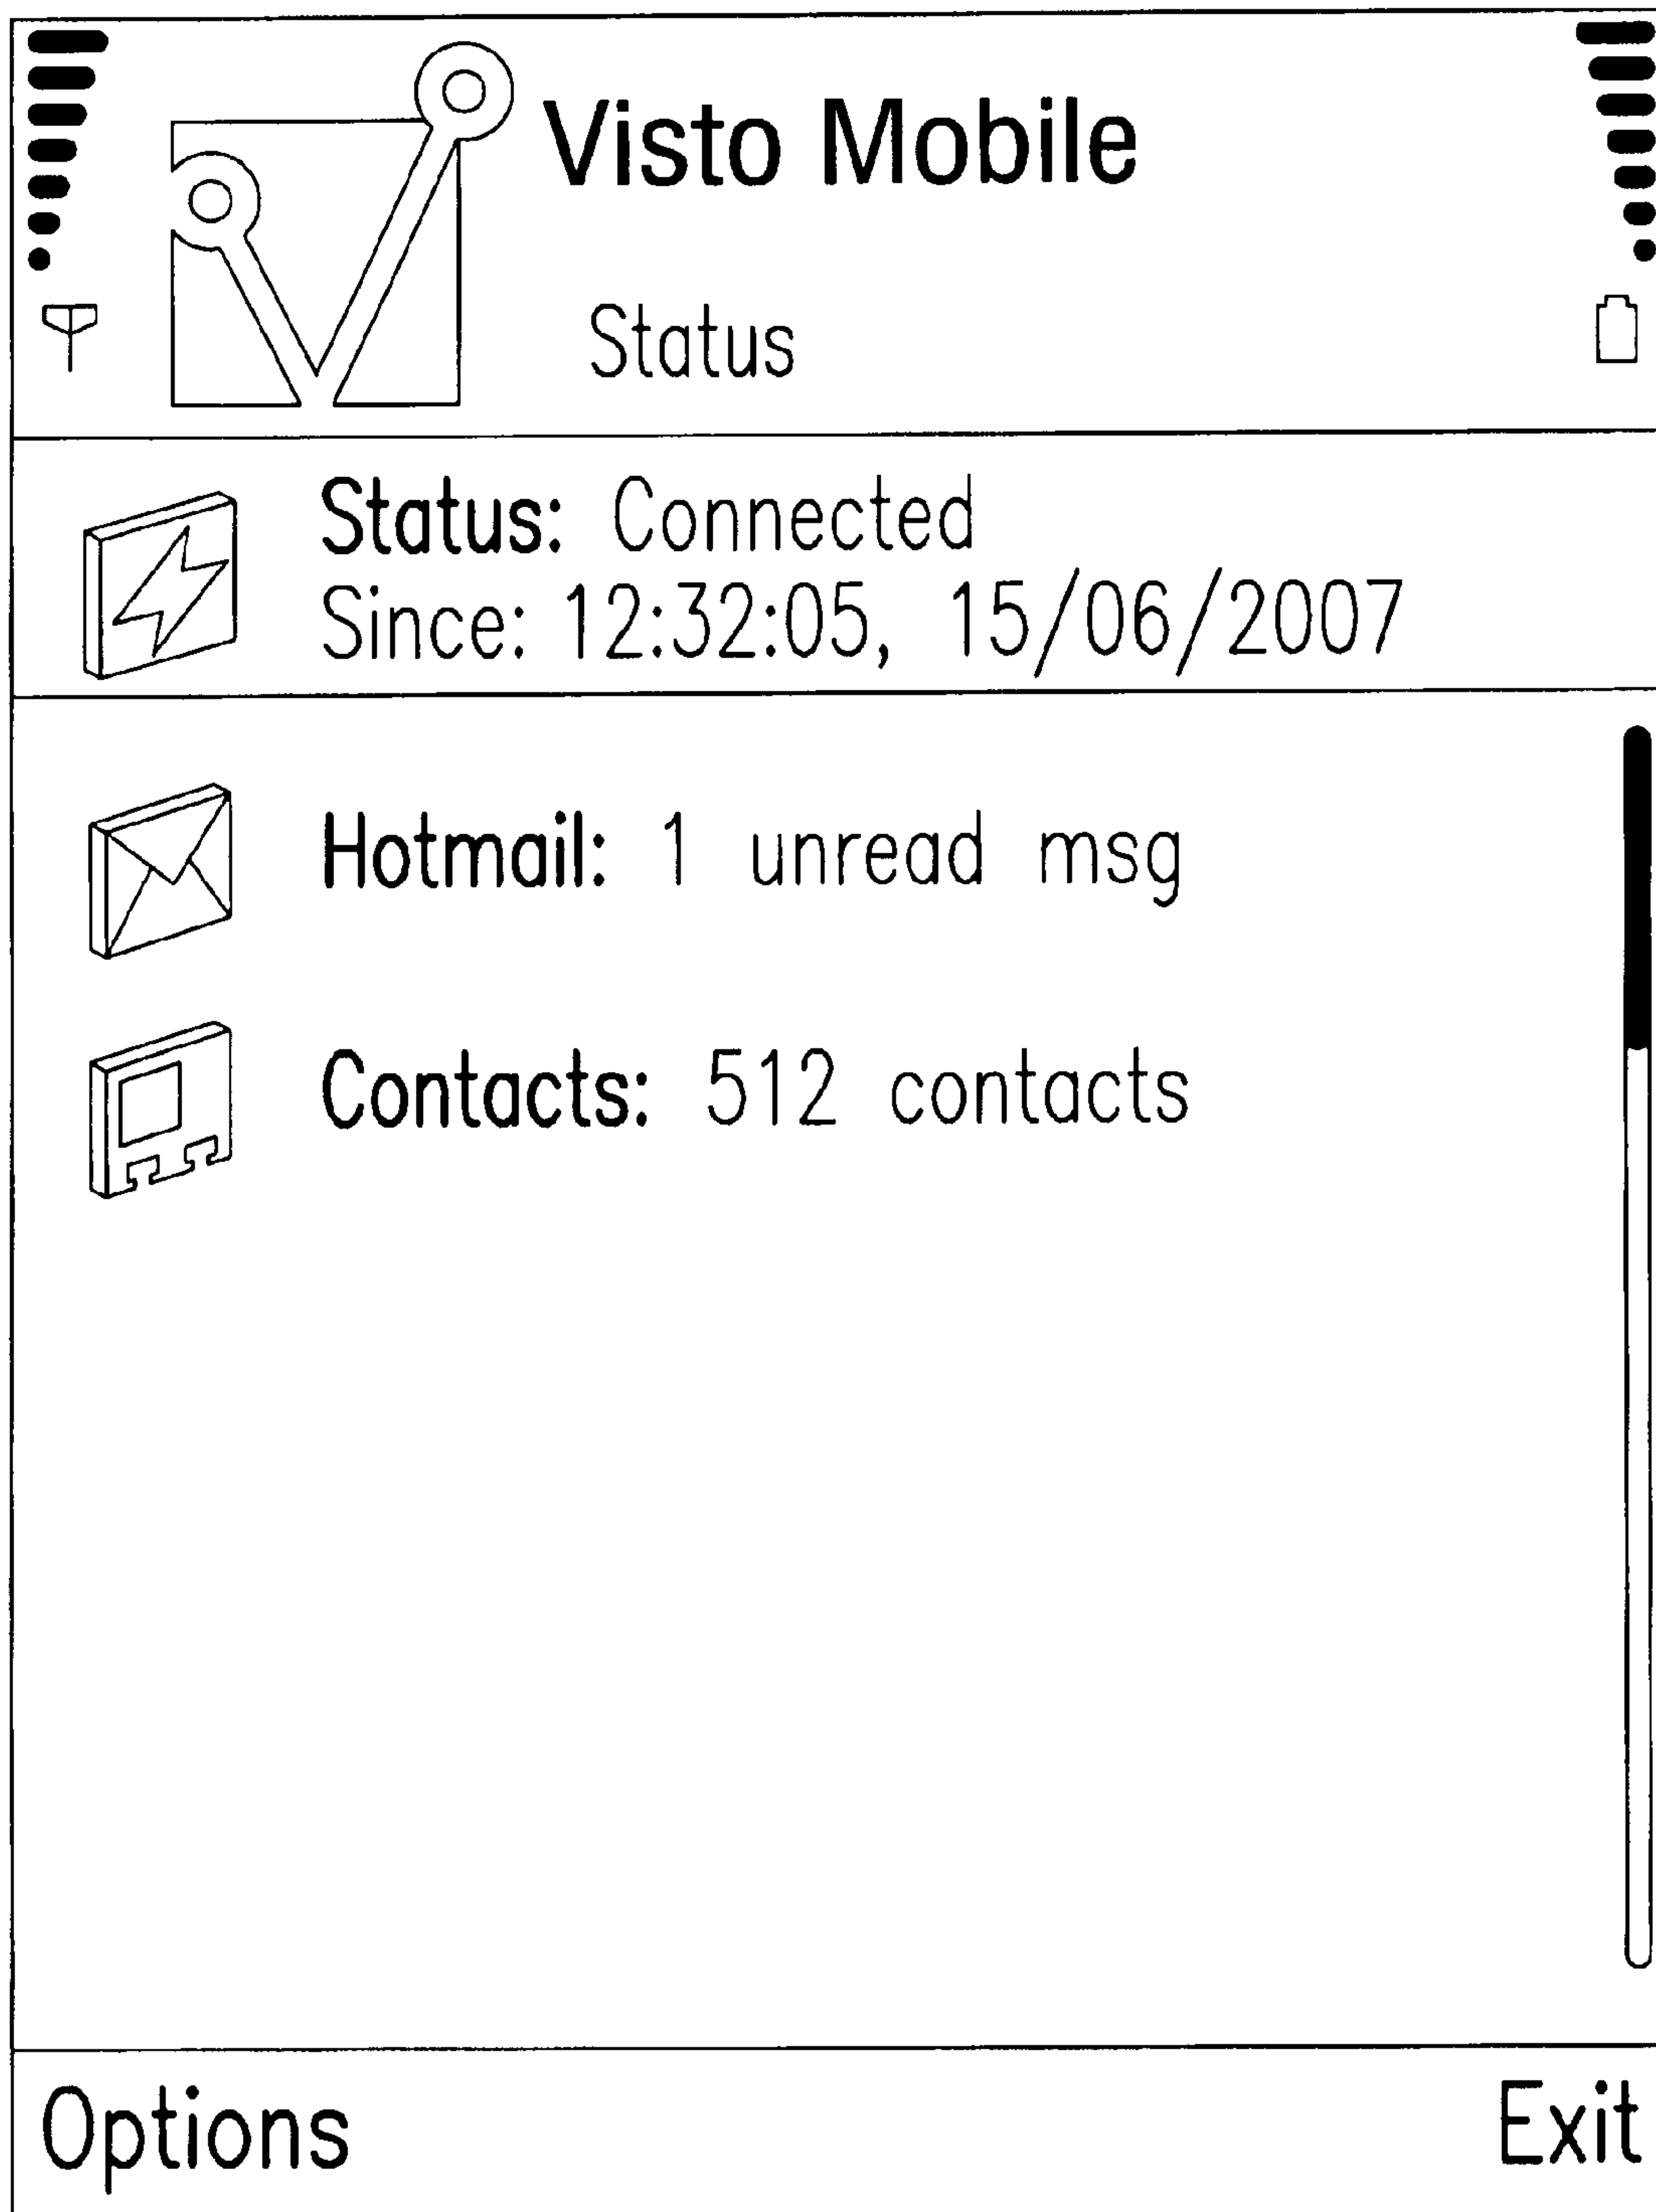 Visto Mobile
Status
Status: Connected
Since: 12:32:05, 15/06/2007
Hotmail: 1 unread msg
Contacts: 512 contacts
Options
Exit